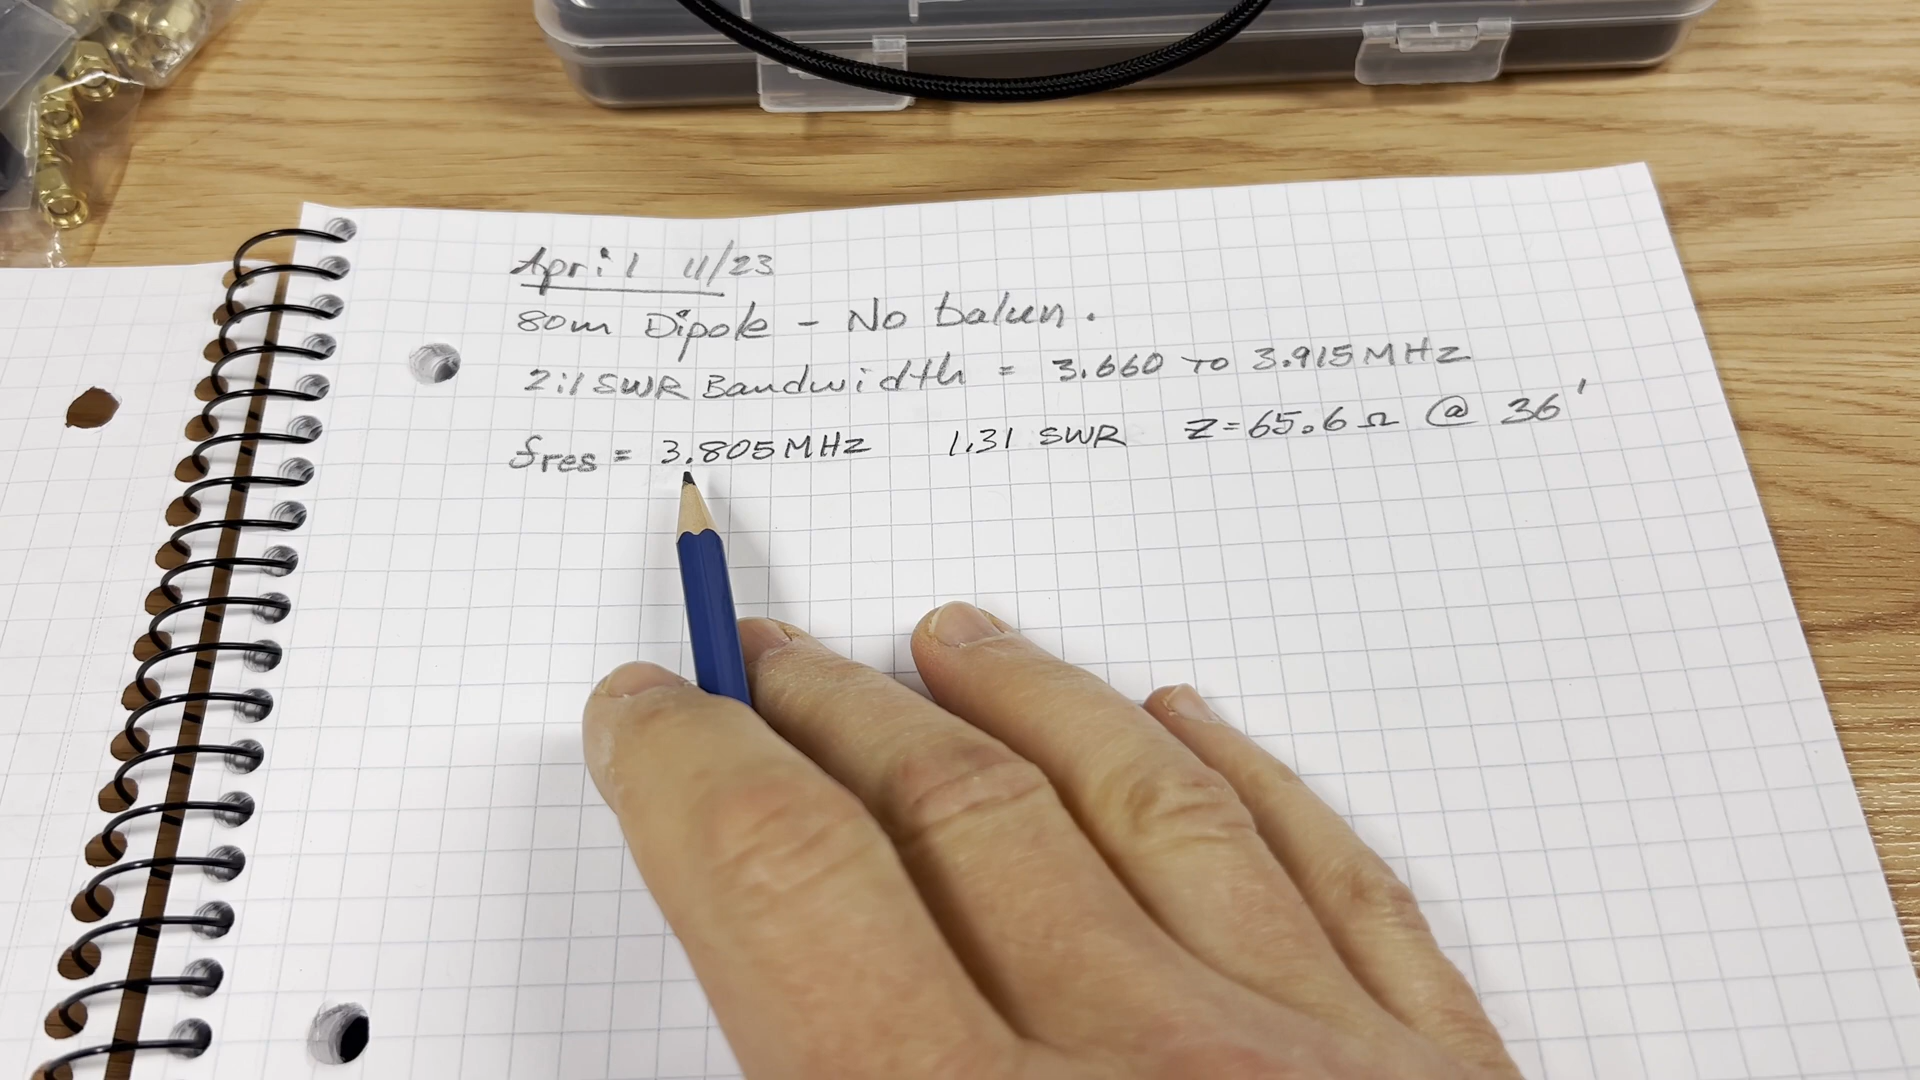 April 11/23
80m Dipole - No balun.
2:1 SWR Bandwidth = 3.660 TO 3.915 MHz
fres = 3.805 MHz 1.31 SWR Z=65.6 Ω @ 36'